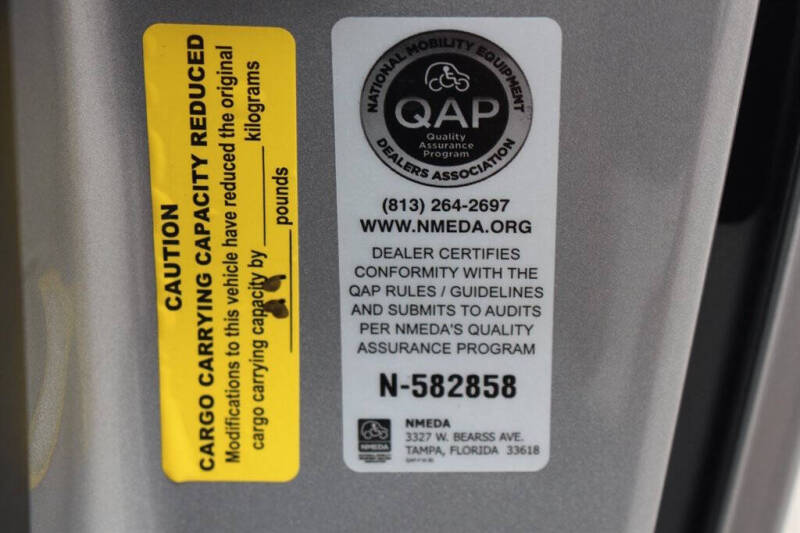 CAUTION
CARGO CARRYING CAPACITY REDUCED
Modifications to this vehicle have reduced the original
cargo carrying capacity by ________ kilograms
________ pounds
NATIONAL MOBILITY EQUIPMENT
QAP
Quality
Assurance
Program
DEALERS ASSOCIATION
(813) 264-2697
WWW.NMEDA.ORG
DEALER CERTIFIES
CONFORMITY WITH THE
QAP RULES / GUIDELINES
AND SUBMITS TO AUDITS
PER NMEDA'S QUALITY
ASSURANCE PROGRAM
N-582858
NMEDA
NMEDA
3327 W. BEARSS AVE.
TAMPA, FLORIDA 33618